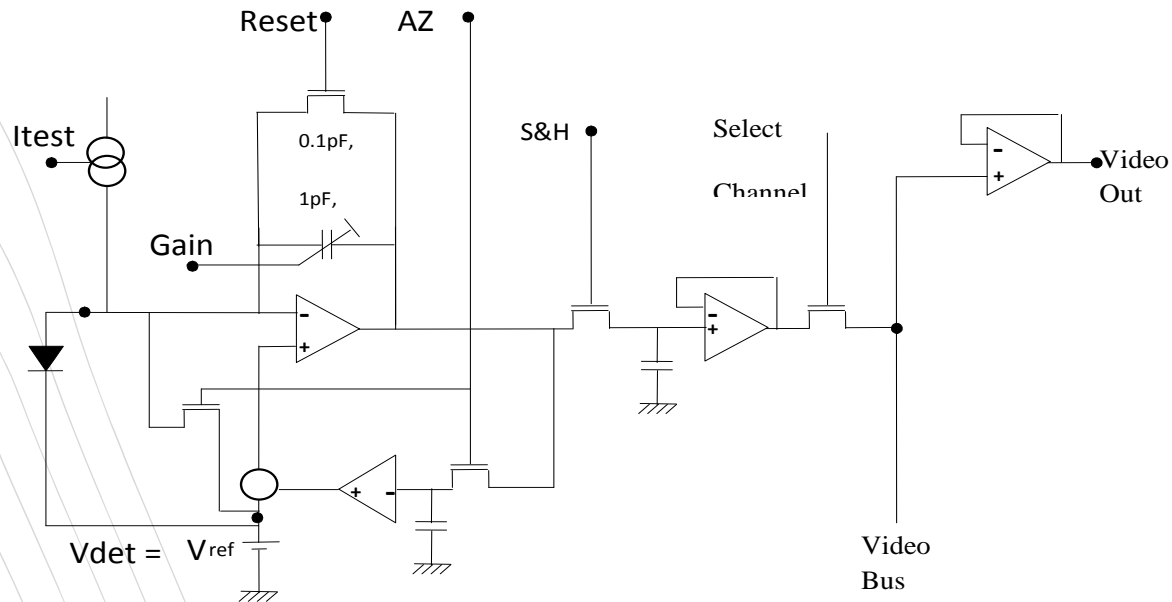 Reset
AZ
Itest
0.1pF,
S&H
Select
Channel
1pF,
Gain
-
+
-
+
-
+
Video
Out
+ -
Vdet = Vref
Video
Bus